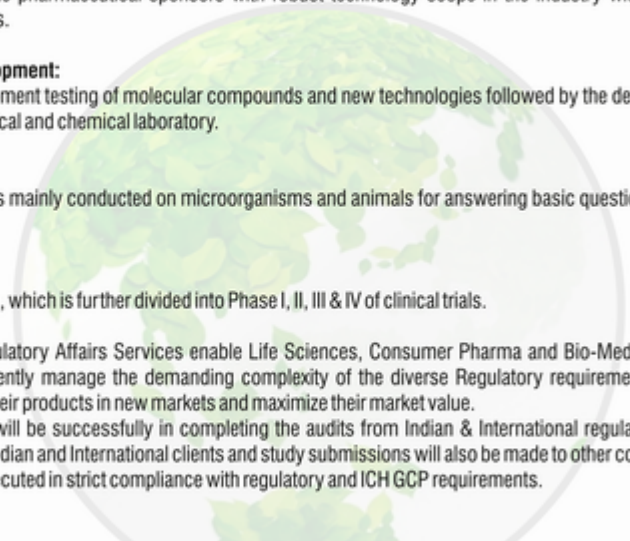 pharmaceutical sponsors with robust technology scope in the industry
s.
opment:
ment testing of molecular compounds and new technologies followed by the de
cal and chemical laboratory.
s mainly conducted on microorganisms and animals for answering basic questi
, which is further divided into Phase I, II, III & IV of clinical trials.
ulatory Affairs Services enable Life Sciences, Consumer Pharma and Bio-Med
ently manage the demanding complexity of the diverse Regulatory requireme
eir products in new markets and maximize their market value.
will be successfully in completing the audits from Indian & International regula
dian and International clients and study submissions will also be made to other co
cuted in strict compliance with regulatory and ICH GCP requirements.